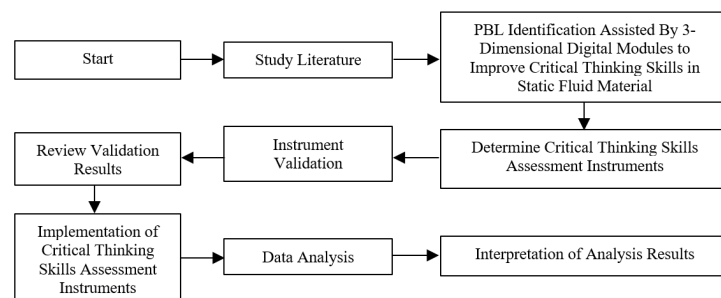 Start
Study Literature
PBL Identification Assisted By 3-
Dimensional Digital Modules to
Improve Critical Thinking Skills in
Static Fluid Material
Determine Critical Thinking Skills
Assessment Instruments
Instrument
Validation
Review Validation
Results
Implementation of
Critical Thinking
Skills Assessment
Instruments
Data Analysis
Interpretation of Analysis Results